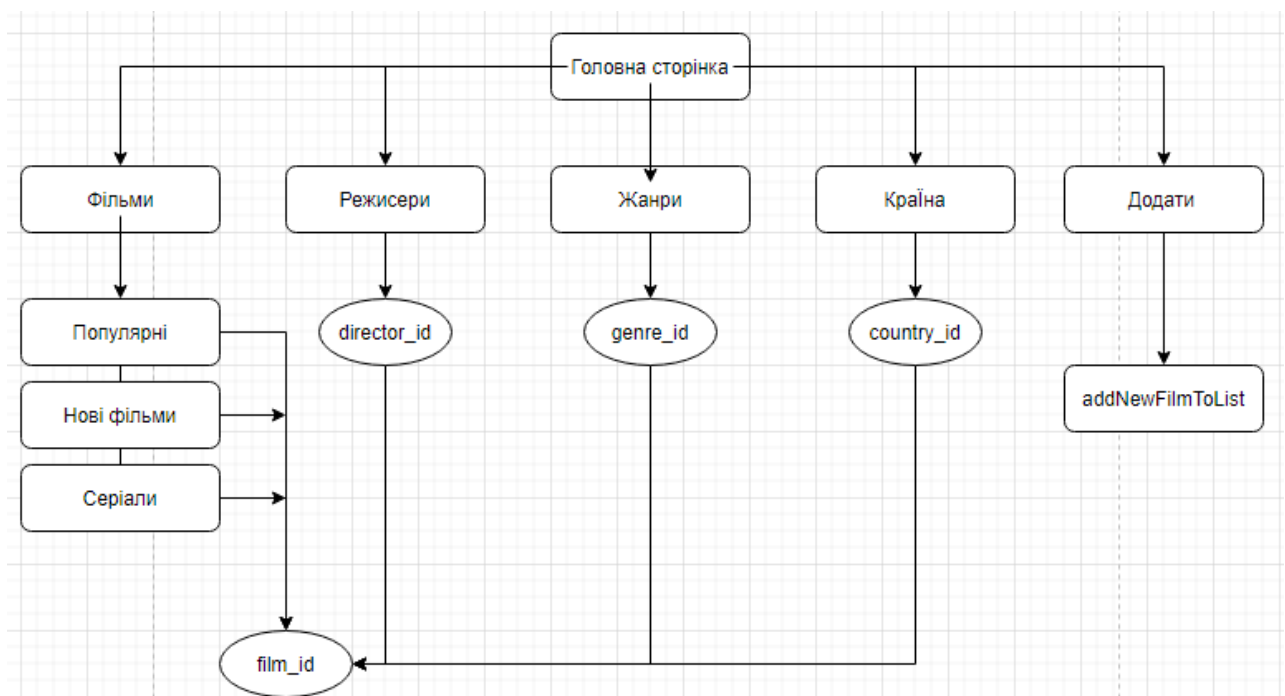 Головна сторінка
Фільми
Режисери
Жанри
КраЇна
Додати
Популярні
director_id
genre_id
country_id
Нові фільми
addNewFilmToList
Серіали
film_id